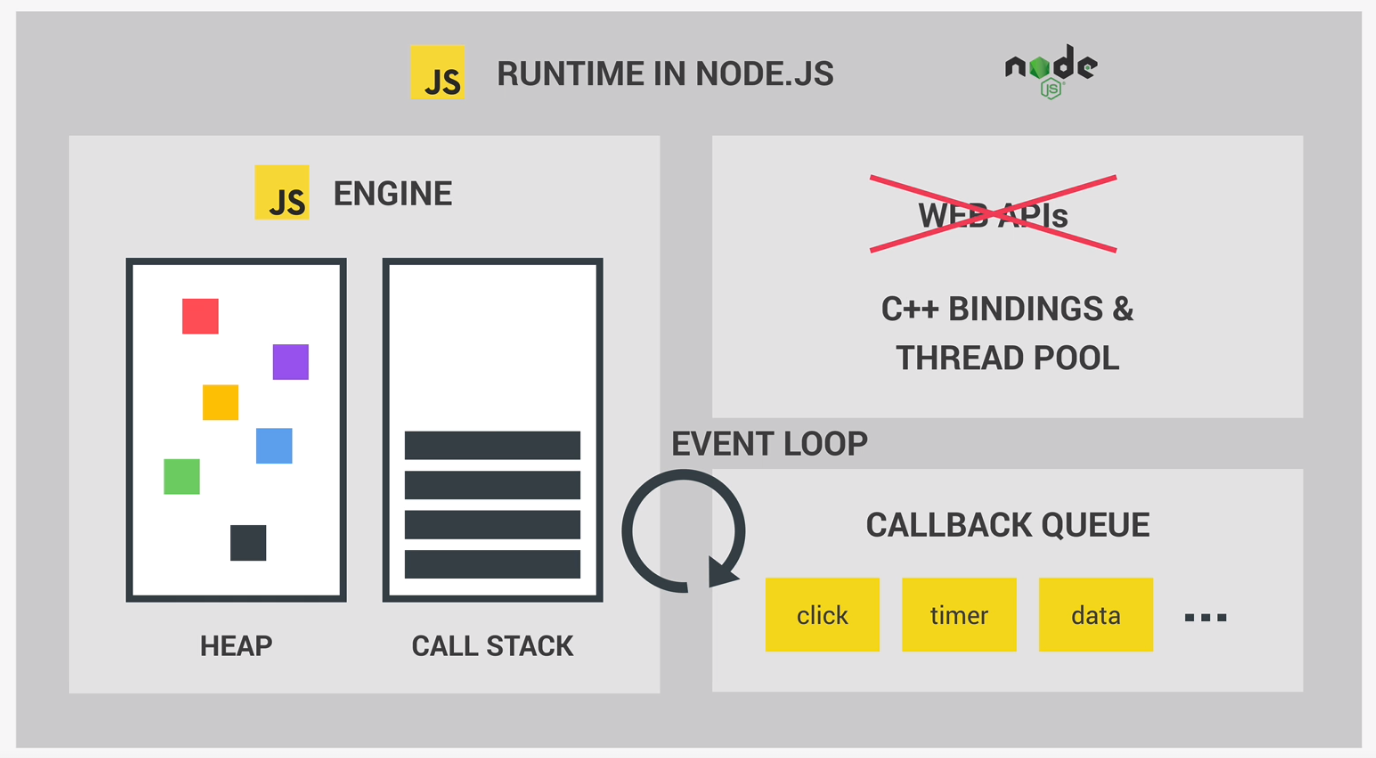 JS RUNTIME IN NODE.JS
node
JS
JS ENGINE
HEAP
CALL STACK
WEB APIs
C++ BINDINGS &
THREAD POOL
EVENT LOOP
CALLBACK QUEUE
click timer data ...